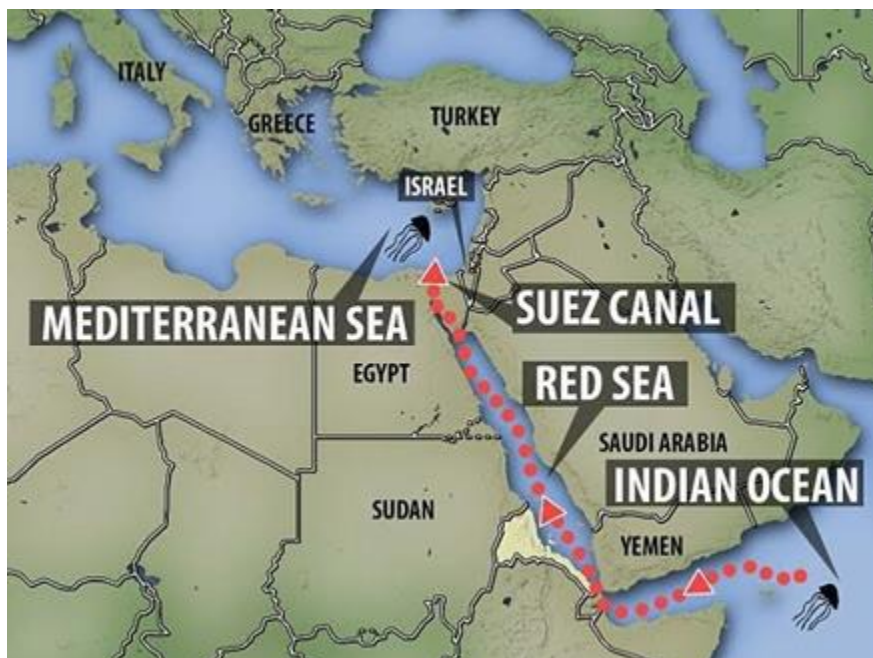 ITALY
GREECE
TURKEY
ISRAEL
MEDITERRANEAN SEA
SUEZ CANAL
EGYPT
RED SEA
SAUDI ARABIA
INDIAN OCEAN
SUDAN
YEMEN